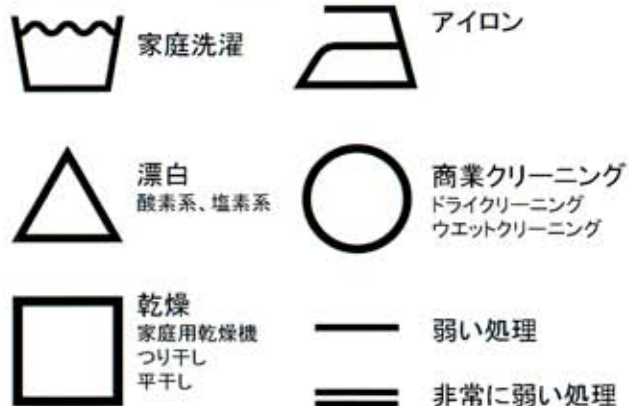 家庭洗濯
アイロン
漂白
酸素系、塩素系
商業クリーニング
ドライクリーニング
ウエットクリーニング
乾燥
家庭用乾燥機
つり干し
平干し
弱い処理
非常に弱い処理